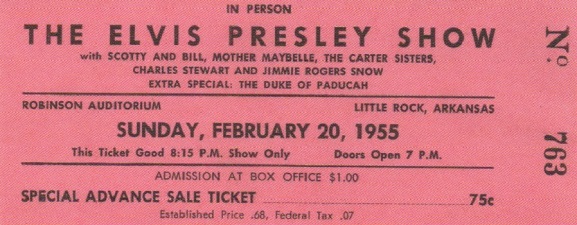 IN PERSON
THE ELVIS PRESLEY SHOW
with SCOTTY AND BILL, MOTHER MAYBELLE, THE CARTER SISTERS,
CHARLES STEWART AND JIMMIE ROGERS SNOW
EXTRA SPECIAL: THE DUKE OF PADUCAH
ROBINSON AUDITORIUM LITTLE ROCK, ARKANSAS
SUNDAY, FEBRUARY 20, 1955
This Ticket Good 8:15 P.M. Show Only Doors Open 7 P.M.
ADMISSION AT BOX OFFICE $1.00
SPECIAL ADVANCE SALE TICKET 75c
Established Price .68, Federal Tax .07
No. 763